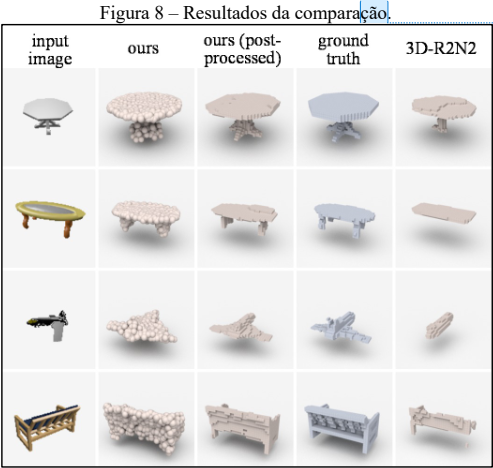 Figura 8 – Resultados da comparação.
input image
ours
ours (post-processed)
ground truth
3D-R2N2